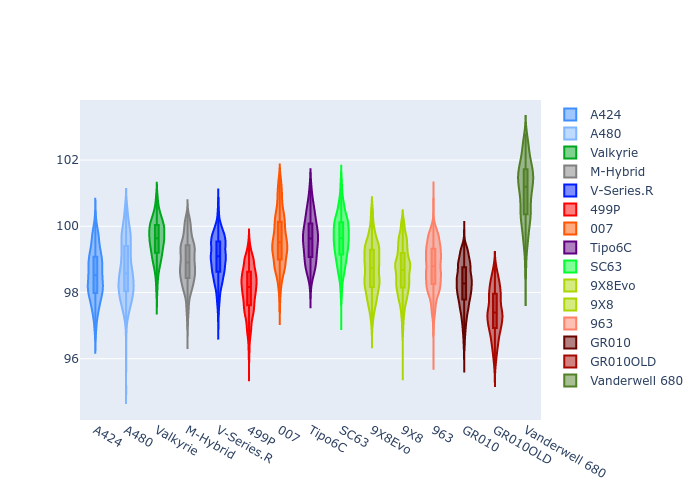 102
100
98
96
A424
A480
Valkyrie
M-Hybrid
V-Series.R
499P
007
Tipo6C
SC63
9X8Evo
9X8
963
GR010
GR010OLD
Vanderwell 680
A424
A480
Valkyrie
M-Hybrid
V-Series.R
499P
007
Tipo6C
SC63
9X8Evo
9X8
963
GR010
GR010OLD
Vanderwell 680